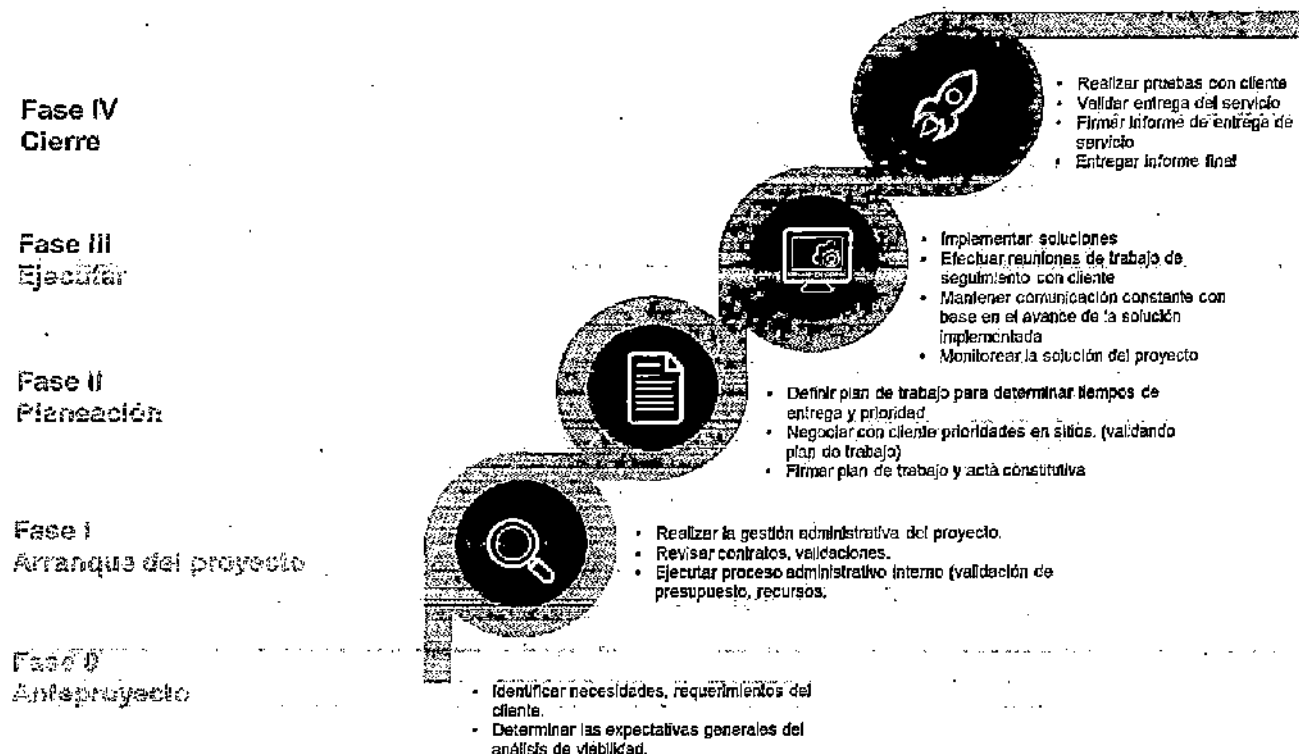 Fase IV
Cierre
• Realizar pruebas con cliente
• Validar entrega del servicio
• Firmar informe de entrega de
servicio
• Entregar informe final
Fase III
Ejecutar
• Implementar soluciones
• Efectuar reuniones de trabajo de
seguimiento con cliente
• Mantener comunicación constante con
base en el avance de la solución
implementada
• Monitorear la solución del proyecto
Fase II
Planeación
• Definir plan de trabajo para determinar tiempos de
entrega y prioridad
• Negociar con cliente prioridades en sitios. (validando
plan de trabajo)
• Firmar plan de trabajo y acta constitutiva
Fase I
Arranque del proyecto
• Realizar la gestión administrativa del proyecto.
• Revisar contratos, validaciones.
• Ejecutar proceso administrativo interno (validación de
presupuesto, recursos.
Fase 0
Anteproyecto
• Identificar necesidades, requerimientos del
cliente.
• Determinar las expectativas generales del
análisis de viabilidad.